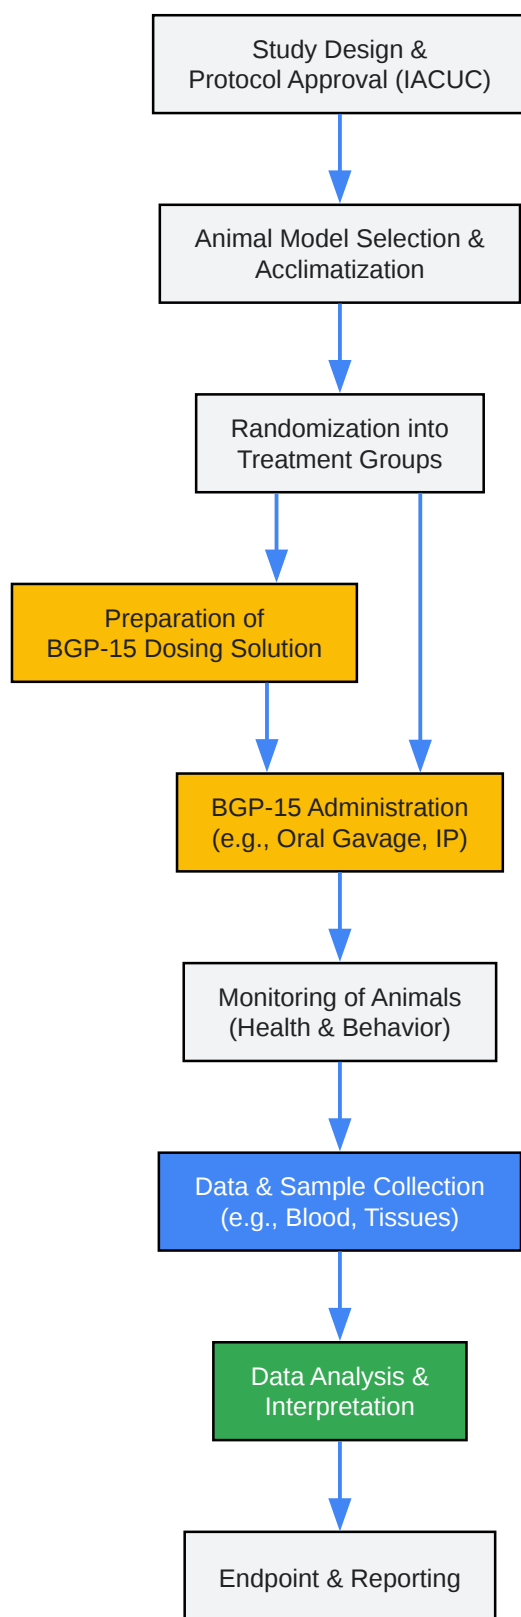 Study Design &
Protocol Approval (IACUC)
Animal Model Selection &
Acclimatization
Randomization into
Treatment Groups
Preparation of
BGP-15 Dosing Solution
BGP-15 Administration
(e.g., Oral Gavage, IP)
Monitoring of Animals
(Health & Behavior)
Data & Sample Collection
(e.g., Blood, Tissues)
Data Analysis &
Interpretation
Endpoint & Reporting